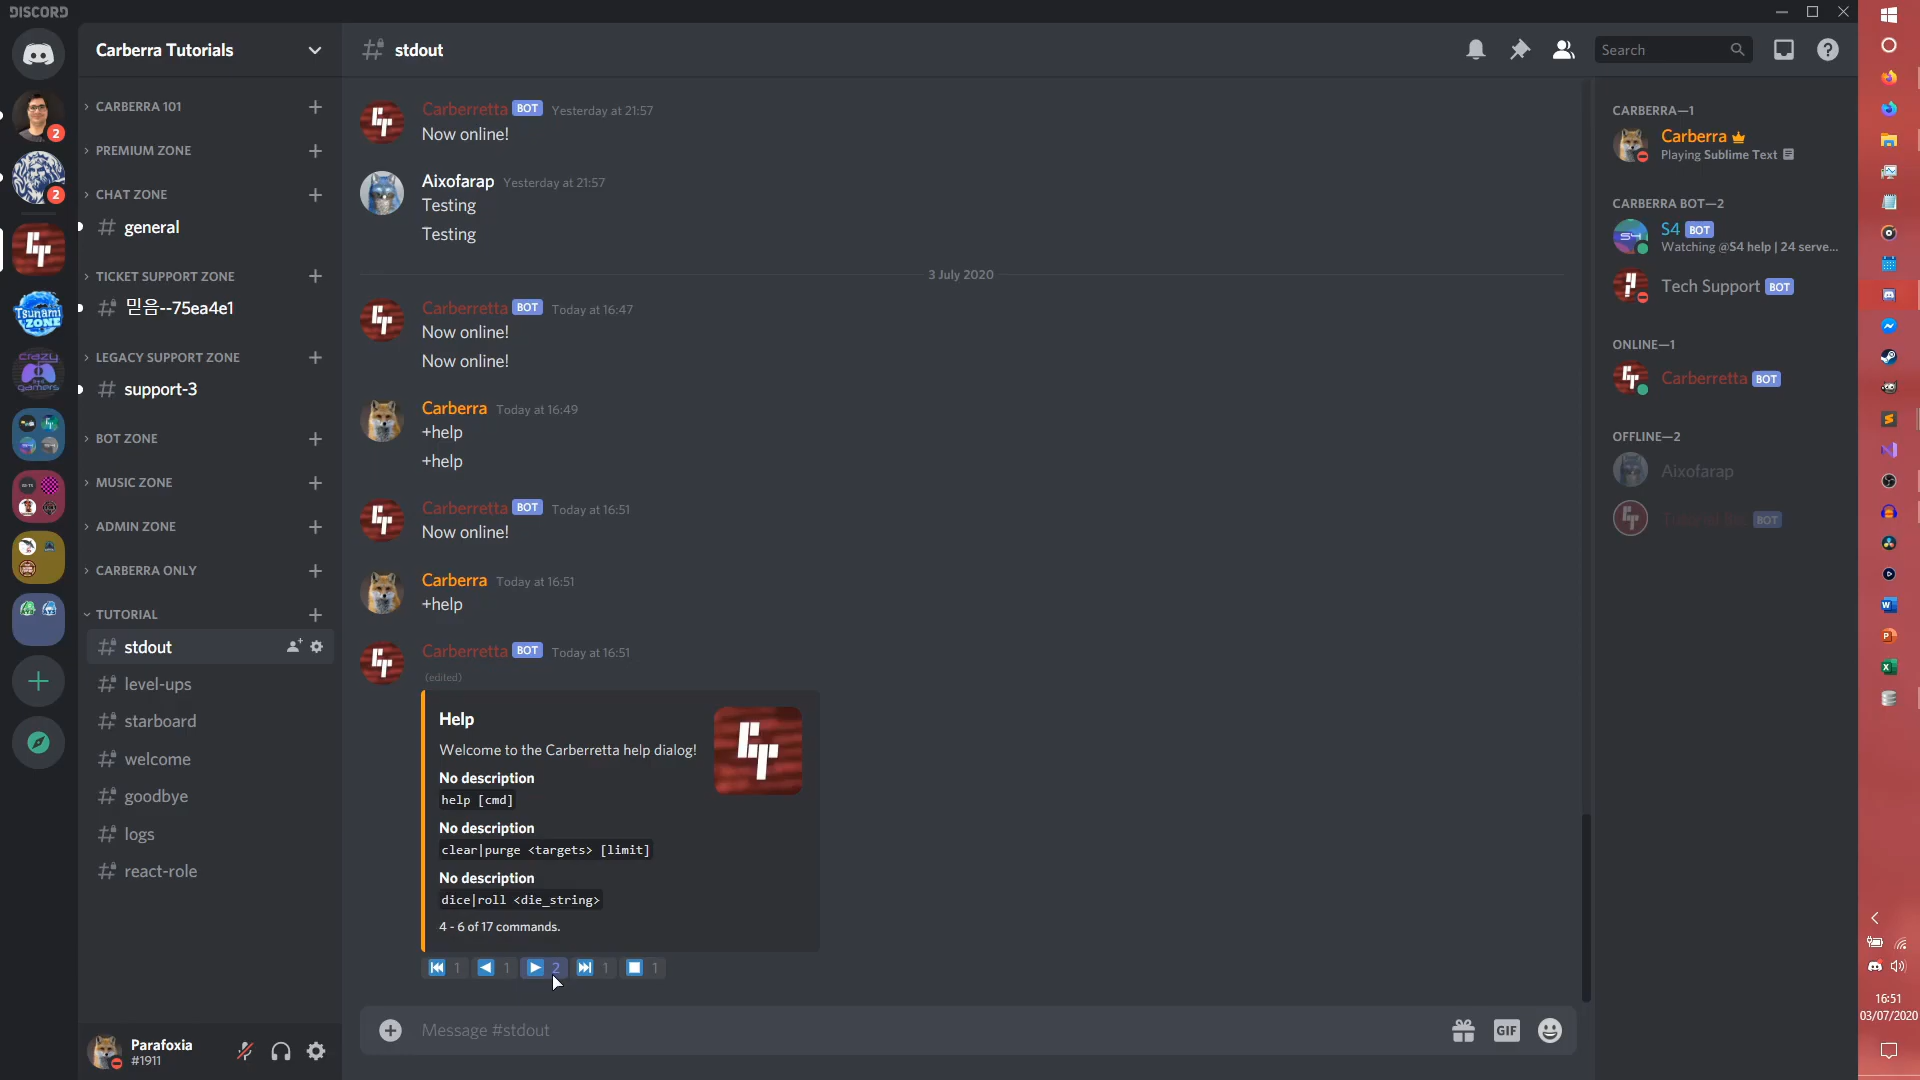 DISCORD
Carberra Tutorials
CARBERRA 101
PREMIUM ZONE
CHAT ZONE
general
TICKET SUPPORT ZONE
믿음--75ea4e1
LEGACY SUPPORT ZONE
support-3
BOT ZONE
MUSIC ZONE
ADMIN ZONE
CARBERRA ONLY
TUTORIAL
stdout
level-ups
starboard
welcome
goodbye
logs
react-role
Parafoxia
#1911
2
2
Tsunami
ZONE
crazy
gamers
stdout
Search
Carberretta BOT Yesterday at 21:57
Now online!
Aixofarap Yesterday at 21:57
Testing
Testing
3 July 2020
Carberretta BOT Today at 16:47
Now online!
Now online!
Carberra Today at 16:49
+help
+help
Carberretta BOT Today at 16:51
Now online!
Carberra Today at 16:51
+help
Carberretta BOT Today at 16:51
(edited)
Help
Welcome to the Carberretta help dialog!
No description
help [cmd]
No description
clear|purge <targets> [limit]
No description
dice|roll <die_string>
4 - 6 of 17 commands.
1 1 2 1 1
Message #stdout
GIF
CARBERRA—1
Carberra
Playing Sublime Text
CARBERRA BOT—2
S4 BOT
Watching @S4 help | 24 serve...
Tech Support BOT
ONLINE—1
Carberretta BOT
OFFLINE—2
Aixofarap
BOT
16:51
03/07/2020